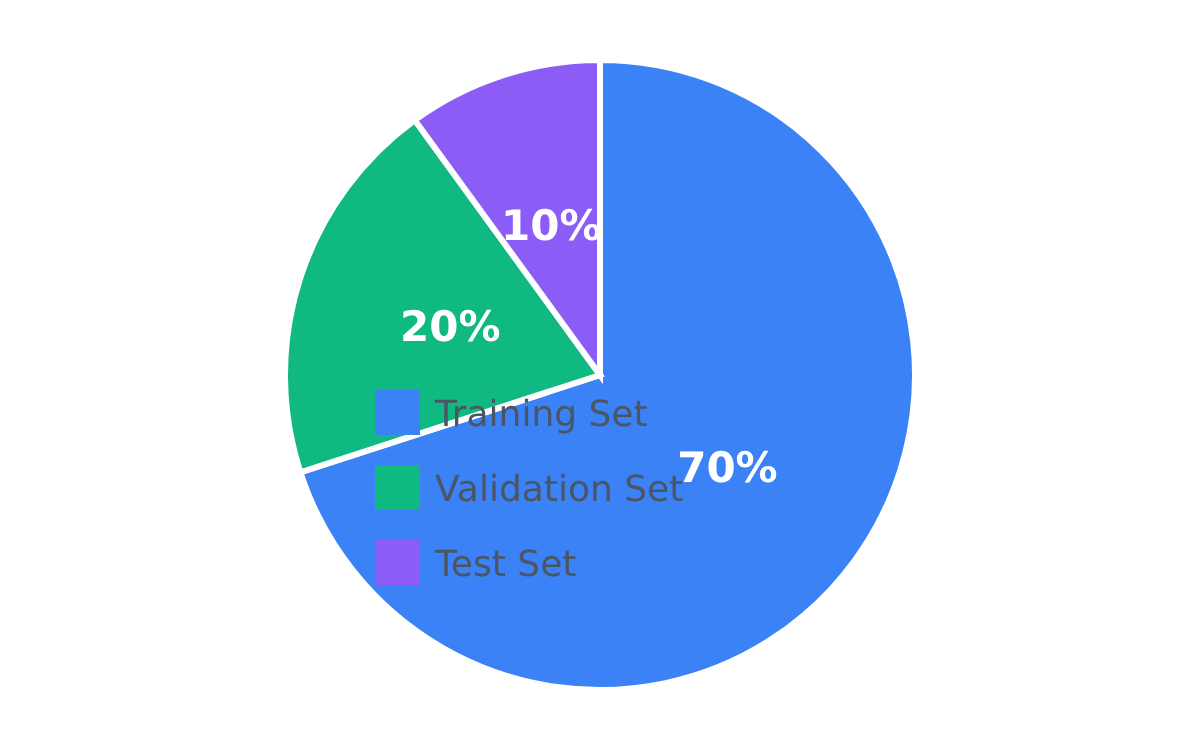 10%
20%
Training Set
70%
Validation Set
Test Set